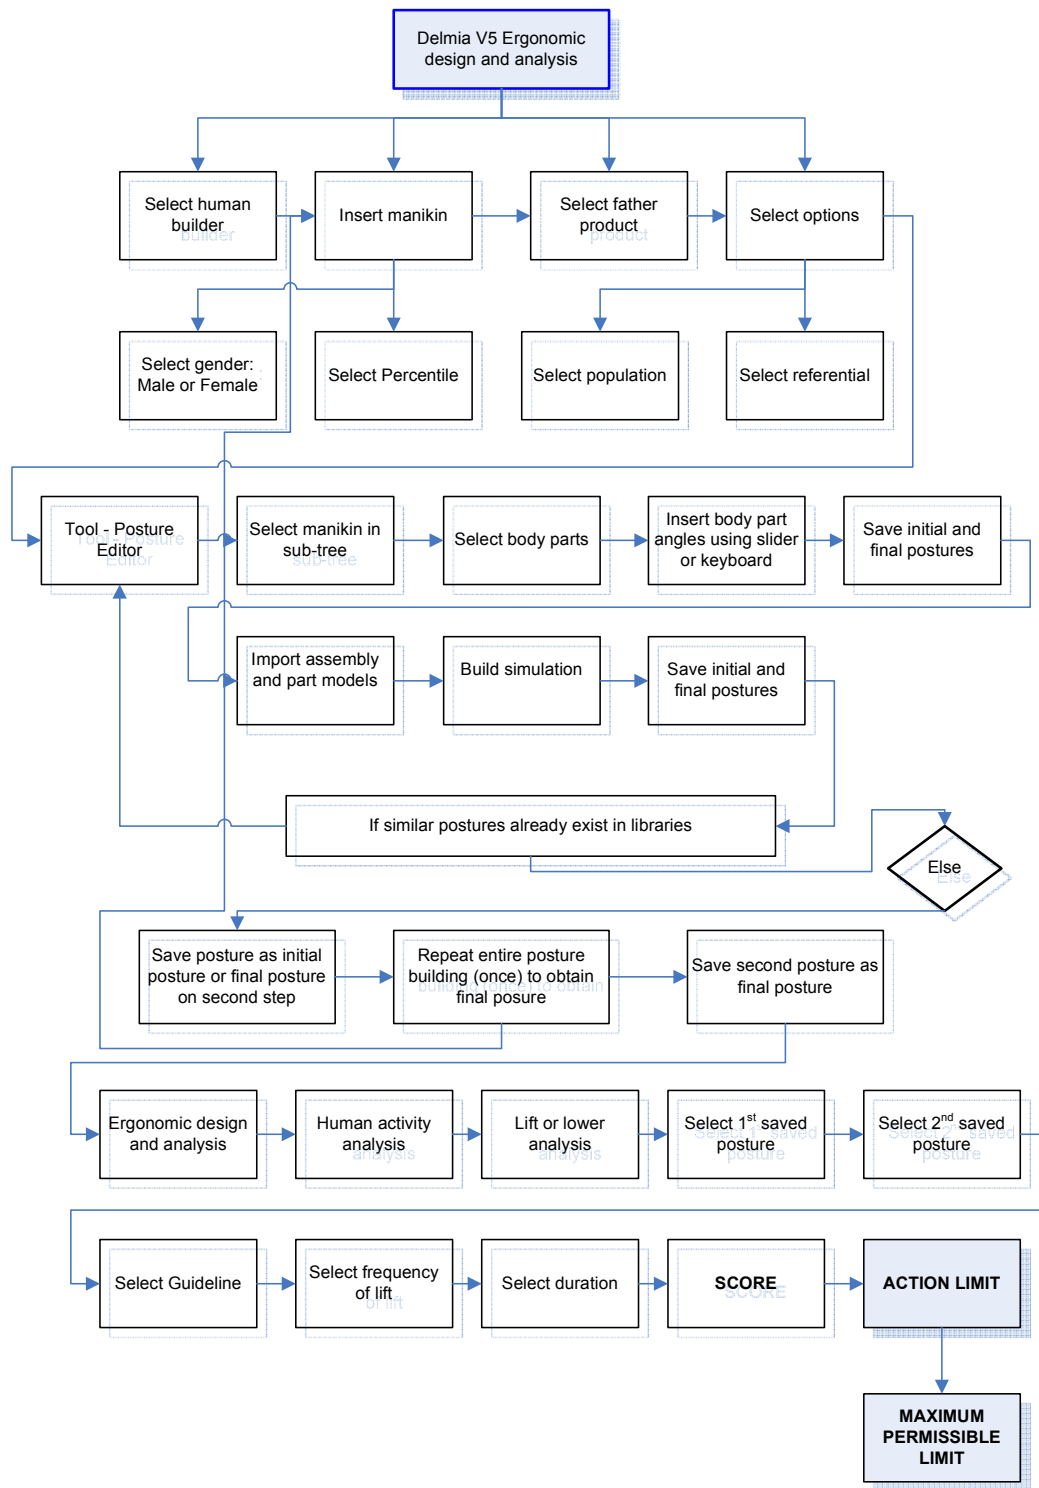 Delmia V5 Ergonomic
design and analysis
Select human
builder
Insert manikin
Select father
product
Select options
Select gender:
Male or Female
Select Percentile
Select population
Select referential
Tool - Posture
Editor
Select manikin in
sub-tree
Select body parts
Insert body part
angles using slider
or keyboard
Save initial and
final postures
Import assembly
and part models
Build simulation
Save initial and
final postures
If similar postures already exist in libraries
Else
Save posture as initial
posture or final posture
on second step
Repeat entire posture
building (once) to obtain
final posure
Save second posture as
final posture
Ergonomic design
and analysis
Human activity
analysis
Lift or lower
analysis
Select 1st saved
posture
Select 2nd saved
posture
Select Guideline
Select frequency
of lift
Select duration
SCORE
ACTION LIMIT
MAXIMUM
PERMISSIBLE
LIMIT